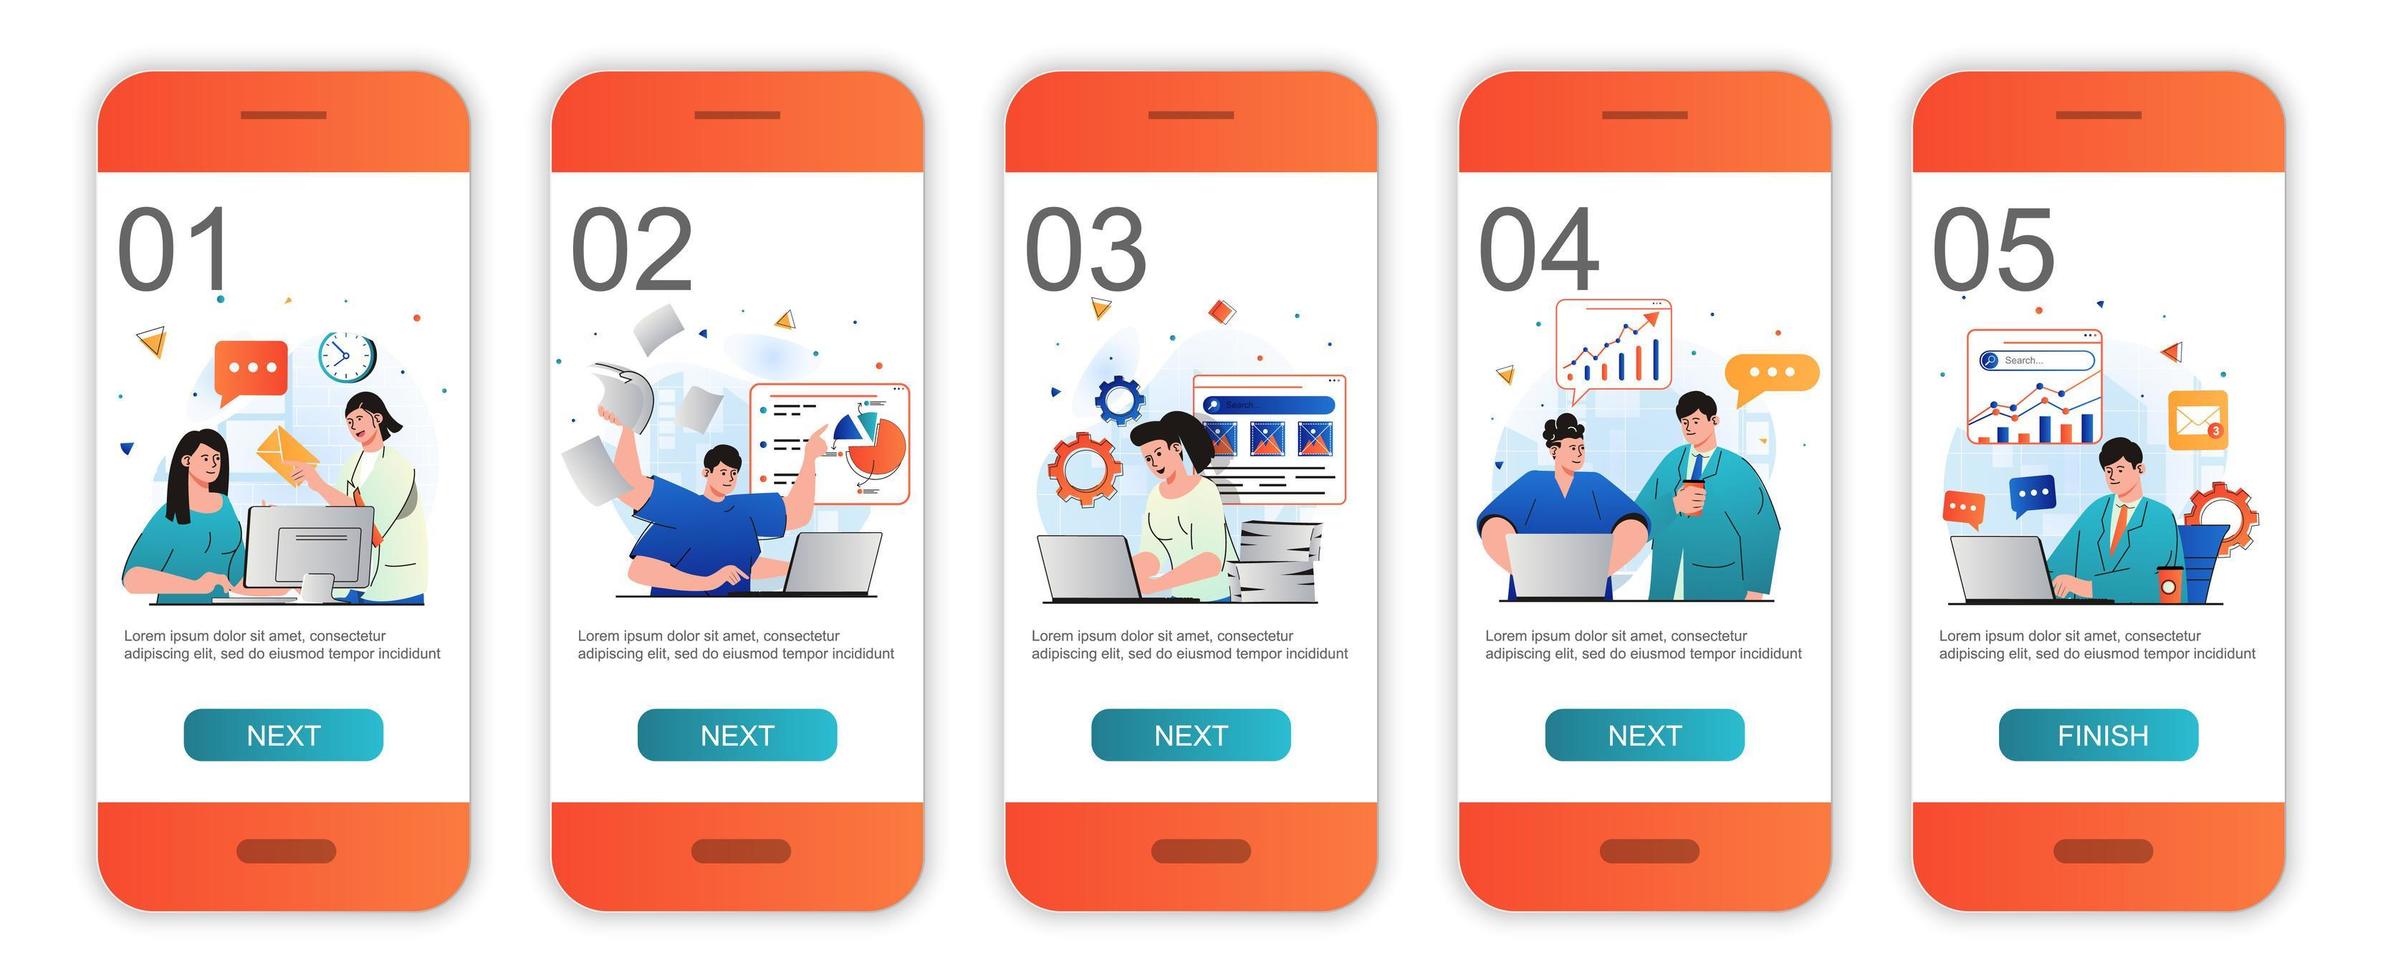 01
Lorem ipsum dolor sit amet, consectetur
adipiscing elit, sed do eiusmod tempor incididunt
NEXT
02
Lorem ipsum dolor sit amet, consectetur
adipiscing elit, sed do eiusmod tempor incididunt
NEXT
03
Search...
Lorem ipsum dolor sit amet, consectetur
adipiscing elit, sed do eiusmod tempor incididunt
NEXT
04
Lorem ipsum dolor sit amet, consectetur
adipiscing elit, sed do eiusmod tempor incididunt
NEXT
05
Search...
3
Lorem ipsum dolor sit amet, consectetur
adipiscing elit, sed do eiusmod tempor incididunt
FINISH